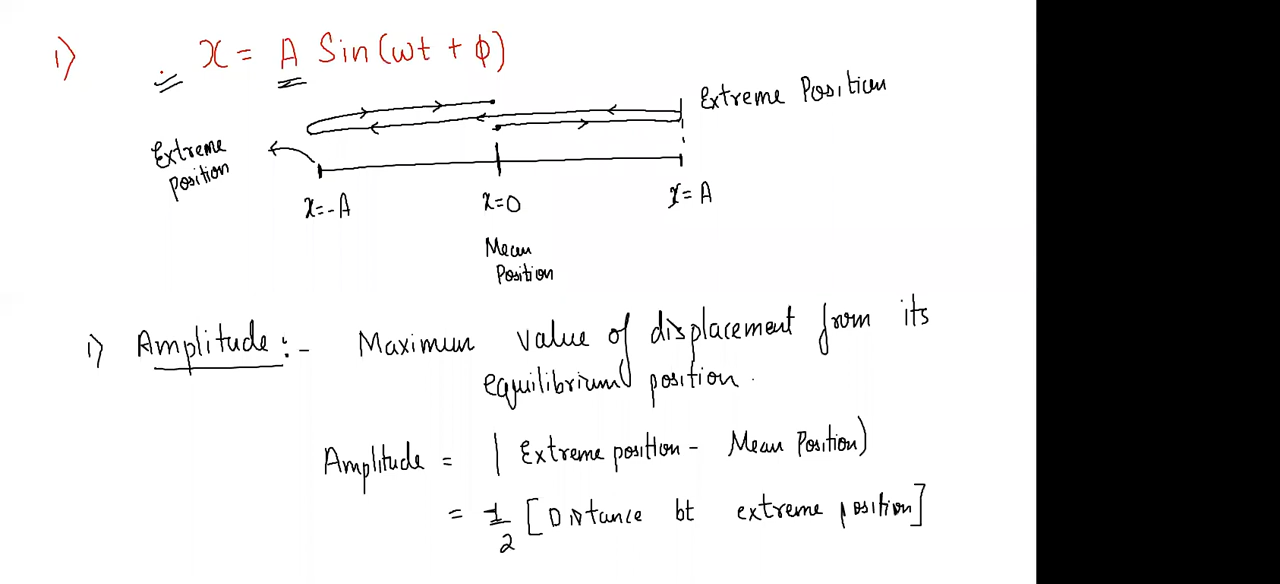 1) ∴ x = A Sin(ωt + φ)
Extreme Position
Extreme
position
x=-A x=0 x=A
Mean
Position
1) Amplitude :- Maximum value of displacement from its
equilibrium position.
Amplitude = | Extreme position - Mean Position)
= 1/2 [Distance bt extreme position]